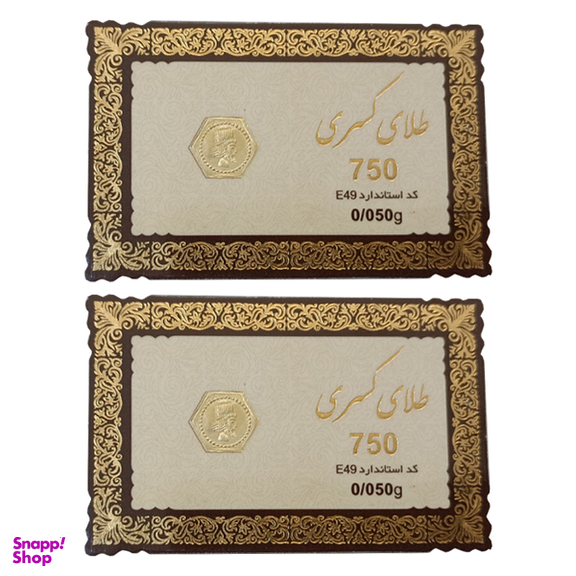 طلای کسری
750
کد استاندارد E49
0/050g
طلای کسری
750
کد استاندارد E49
0/050g
Snapp!
Shop